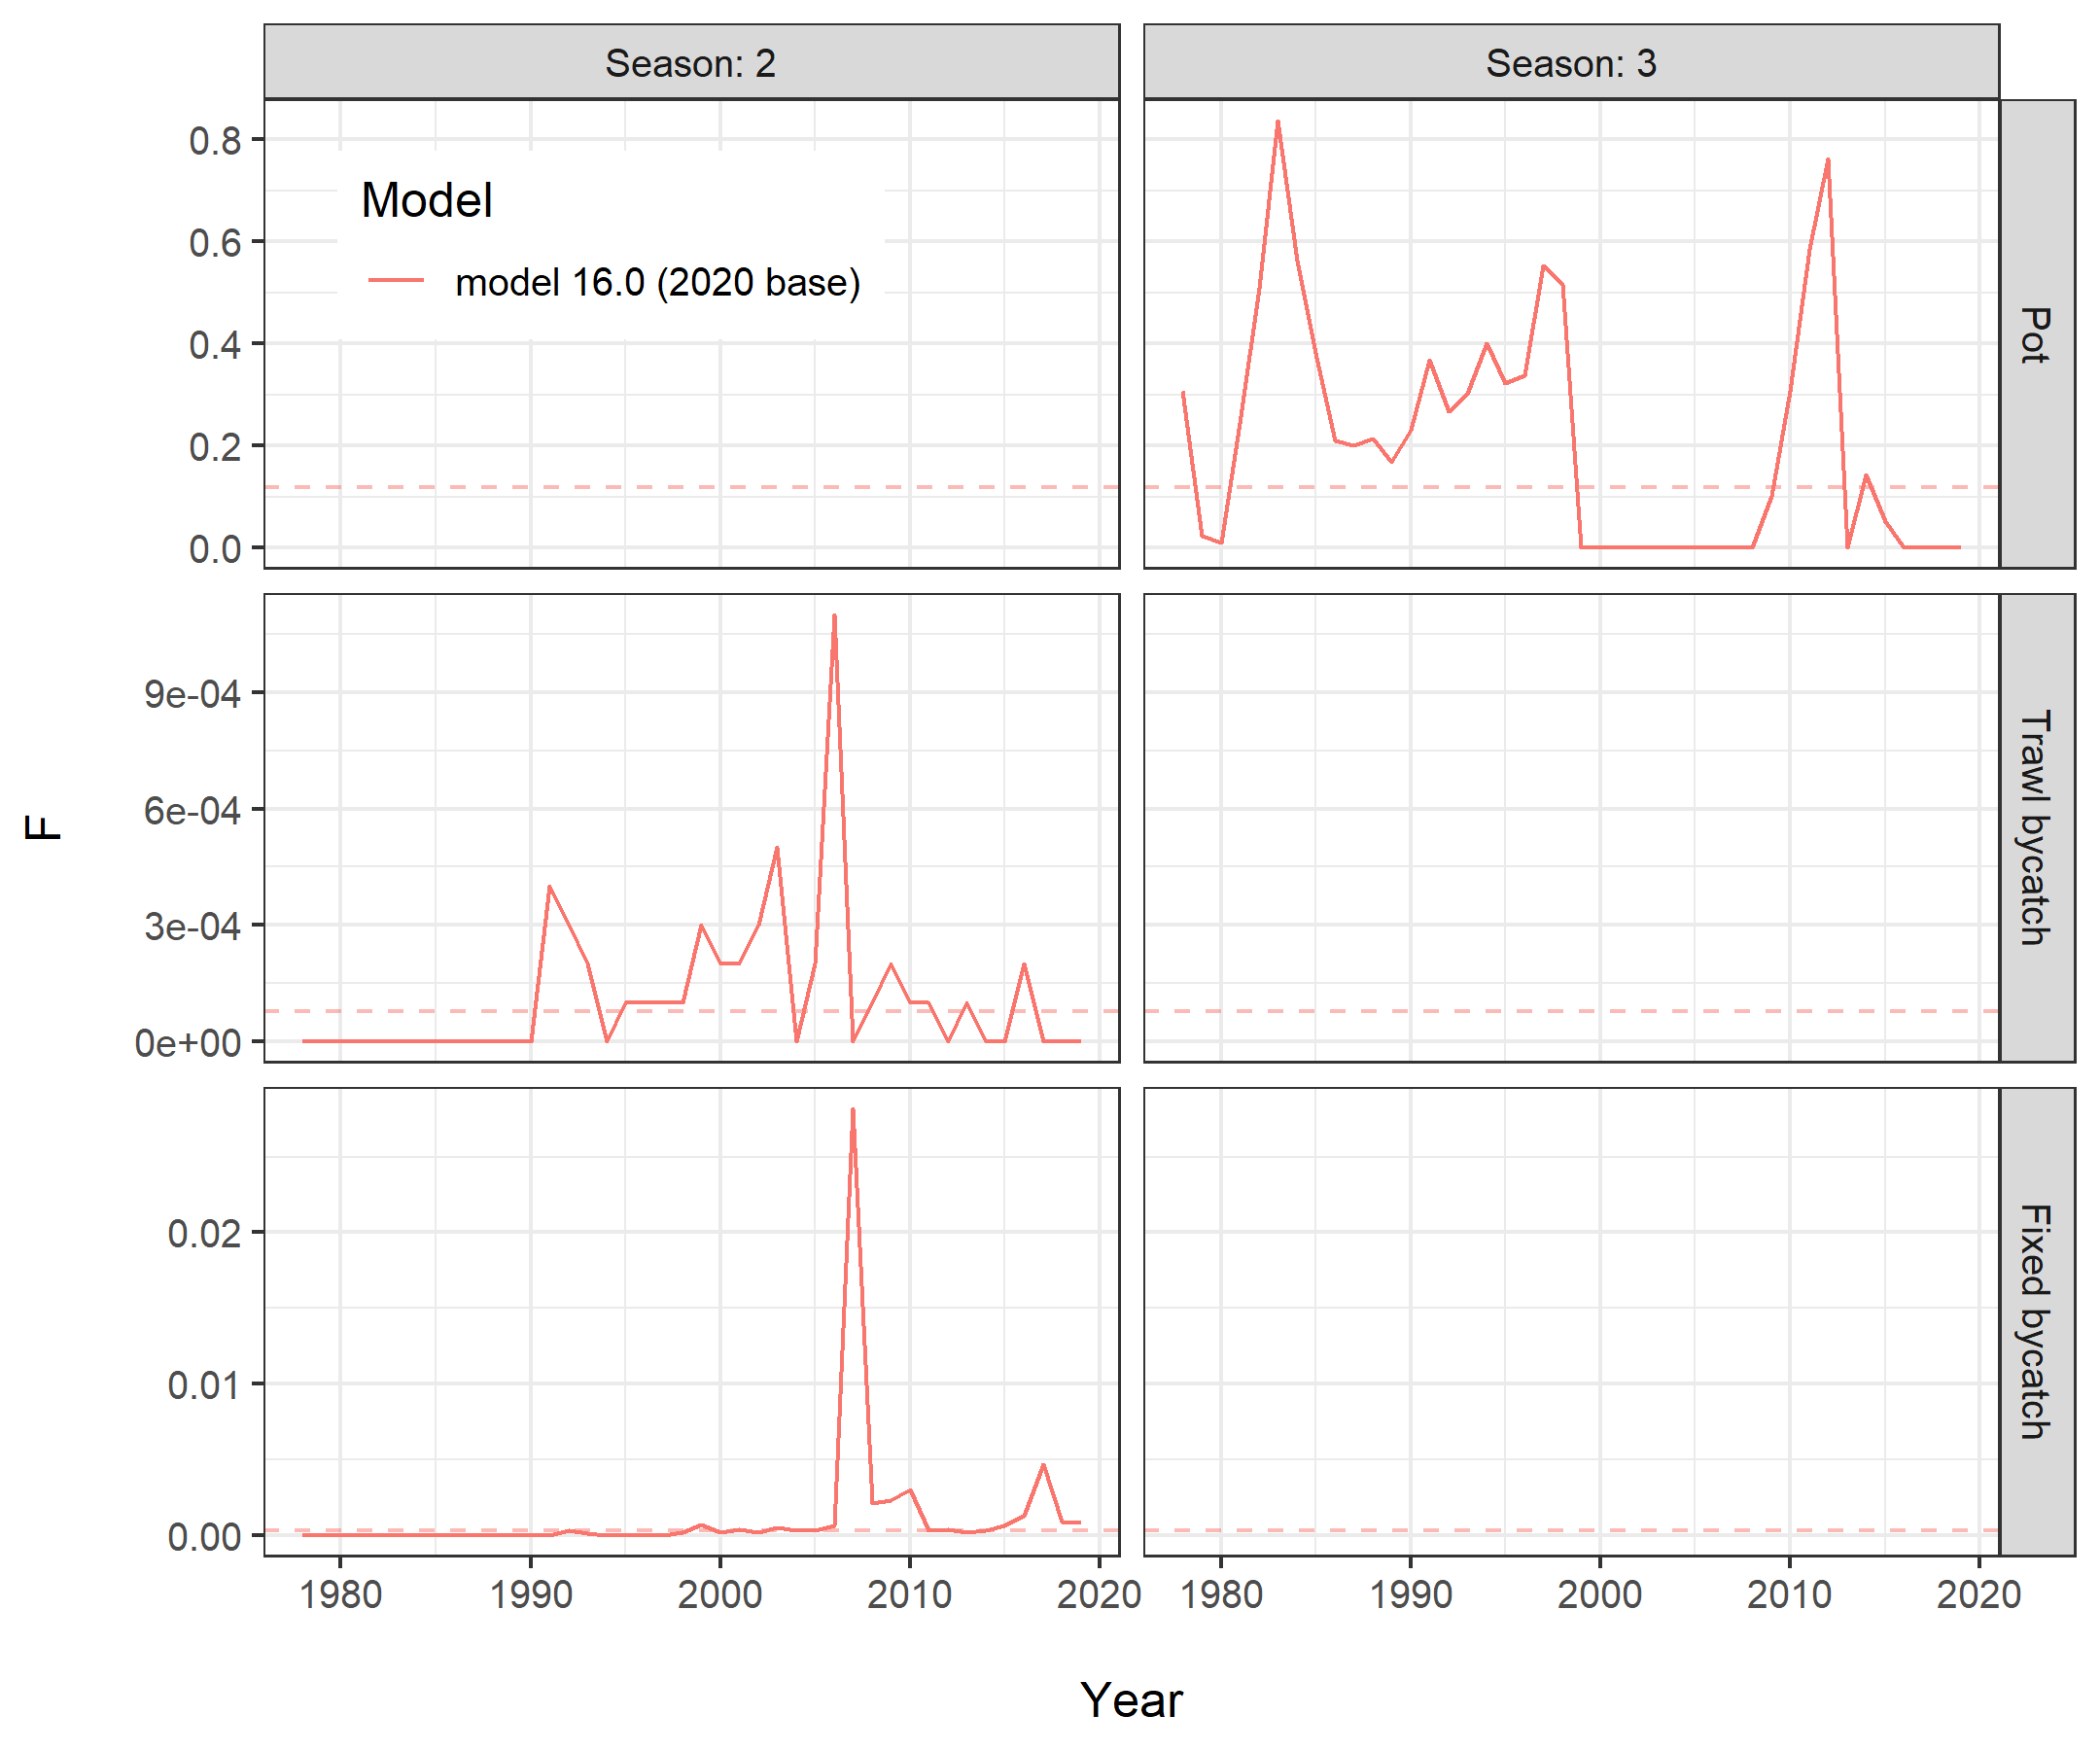 Season: 2
Season: 3
0.8
0.6
0.4
0.2
0.0
Model
model 16.0 (2020 base)
Pot
9e-04
6e-04
3e-04
0e+00
Trawl bycatch
0.02
0.01
0.00
Fixed bycatch
F
1980
1990
2000
2010
2020
1980
1990
2000
2010
2020
Year